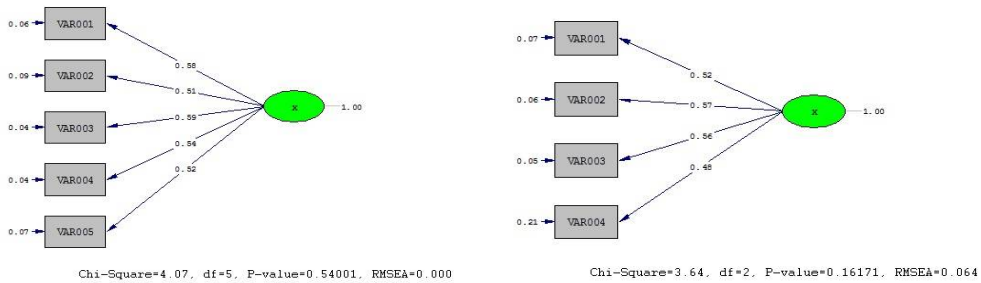 0.06
VAR001
0.09
VAR002
0.04
VAR003
0.04
VAR004
0.07
VAR005
0.58
0.51
0.59
0.54
0.52
x
1.00
Chi-Square=4.07, df=5, P-value=0.54001, RMSEA=0.000
0.07
VAR001
0.06
VAR002
0.05
VAR003
0.21
VAR004
0.52
0.57
0.56
0.48
x
1.00
Chi-Square=3.64, df=2, P-value=0.16171, RMSEA=0.064